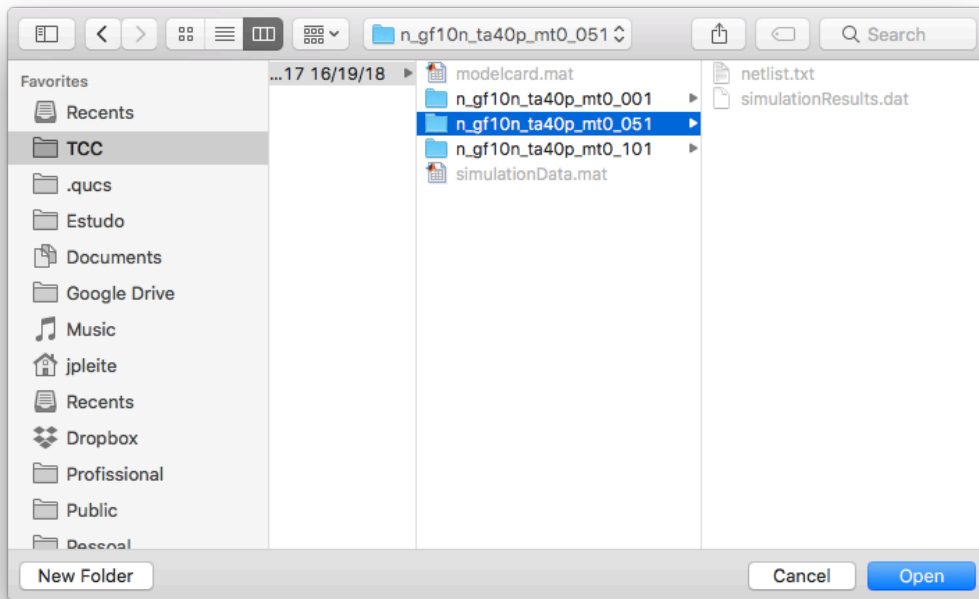 n_gf10n_ta40p_mt0_051
Search
Favorites
Recents
TCC
.qucs
Estudo
Documents
Google Drive
Music
jpleite
Recents
Dropbox
Profissional
Public
Pessoal
...17 16/19/18
modelcard.mat
n_gf10n_ta40p_mt0_001
n_gf10n_ta40p_mt0_051
n_gf10n_ta40p_mt0_101
simulationData.mat
netlist.txt
simulationResults.dat
New Folder
Cancel
Open